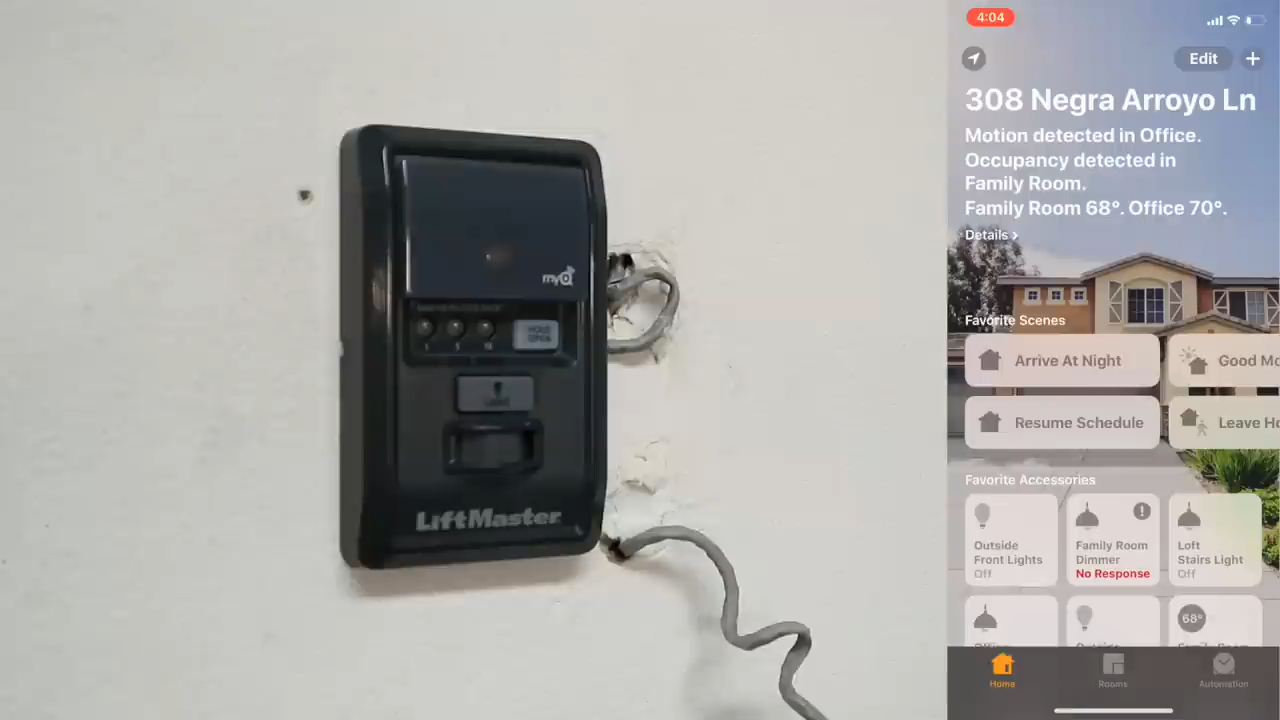 myQ
HOLD
OPEN
LiftMaster
4:04
Edit
308 Negra Arroyo Ln
Motion detected in Office.
Occupancy detected in
Family Room.
Family Room 68°. Office 70°.
Details ›
Favorite Scenes
Arrive At Night
Good Mo
Resume Schedule
Leave Ho
Favorite Accessories
Outside
Front Lights
Off
Family Room
Dimmer
No Response
Loft
Stairs Light
Off
68°
Home
Rooms
Automation